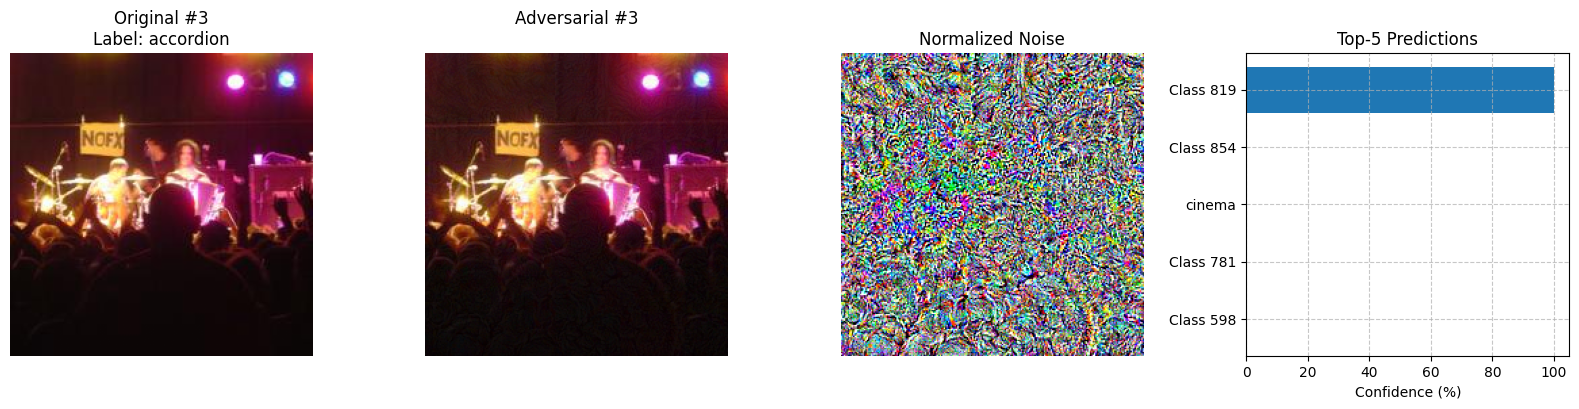 Original #3
Label: accordion
NOFX
Adversarial #3
NOFX
Normalized Noise
Top-5 Predictions
Class 819
Class 854
cinema
Class 781
Class 598
0 20 40 60 80 100
Confidence (%)